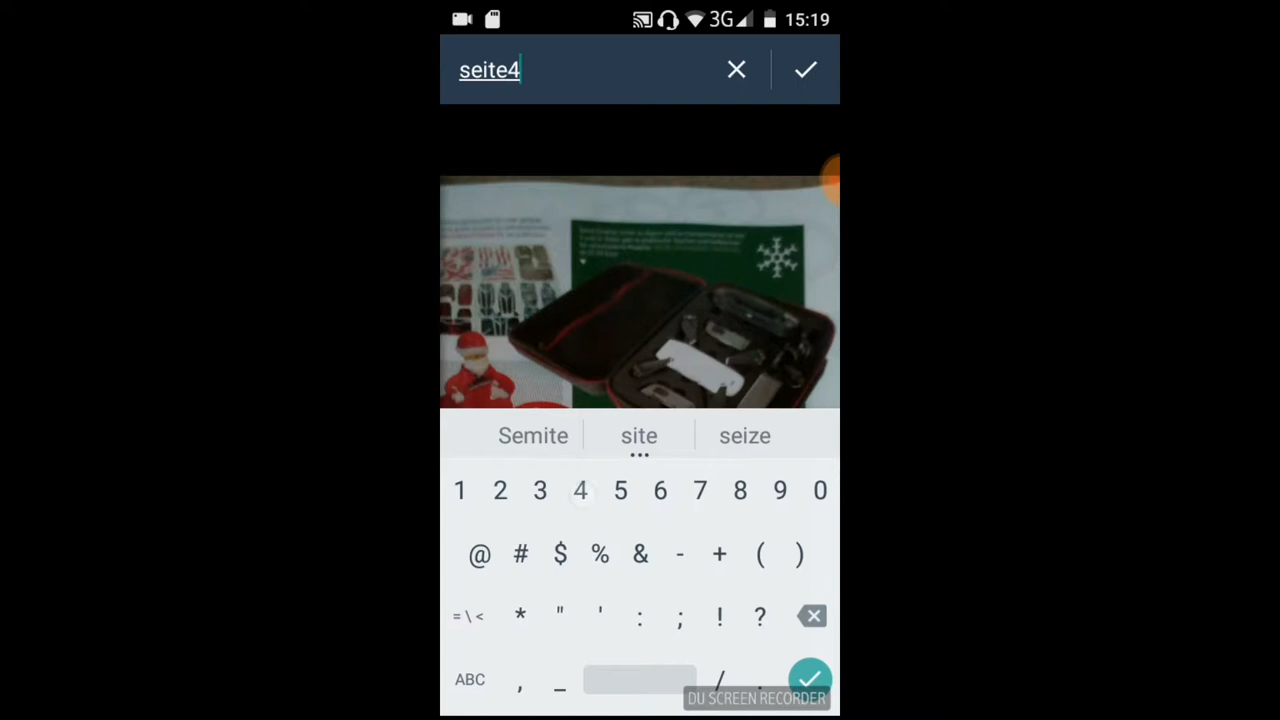 3G 15:19
seite4
Semite site seize
1 2 3 4 5 6 7 8 9 0
@ # $ % & - + ( )
=\< * " ' : ; ! ?
ABC , _ / .
DU SCREEN RECORDER